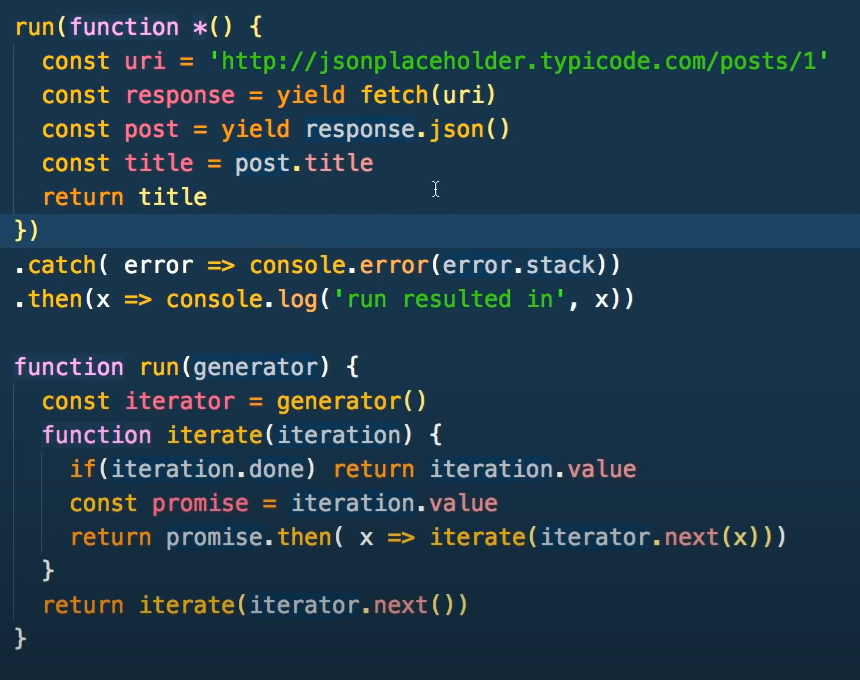 run(function *() {
  const uri = 'http://jsonplaceholder.typicode.com/posts/1'
  const response = yield fetch(uri)
  const post = yield response.json()
  const title = post.title
  return title
})
.catch( error => console.error(error.stack))
.then(x => console.log('run resulted in', x))

function run(generator) {
  const iterator = generator()
  function iterate(iteration) {
    if(iteration.done) return iteration.value
    const promise = iteration.value
    return promise.then( x => iterate(iterator.next(x)))
  }
  return iterate(iterator.next())
}